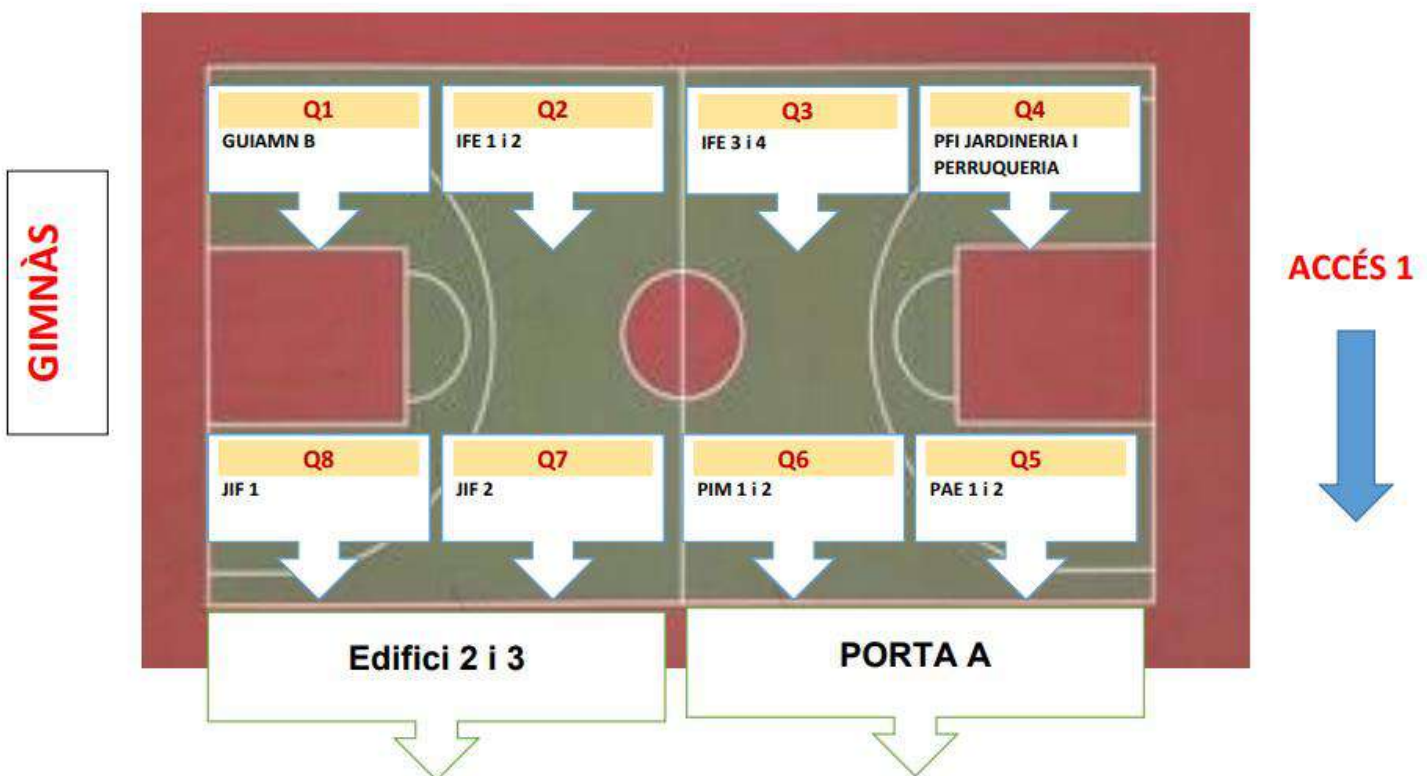 GIMNÀS
Q1
GUIAMN B
Q2
IFE 1 i 2
Q3
IFE 3 i 4
Q4
PFI JARDINERIA I
PERRUQUERIA
ACCÉS 1
Q8
JIF 1
Q7
JIF 2
Q6
PIM 1 i 2
Q5
PAE 1 i 2
Edifici 2 i 3
PORTA A